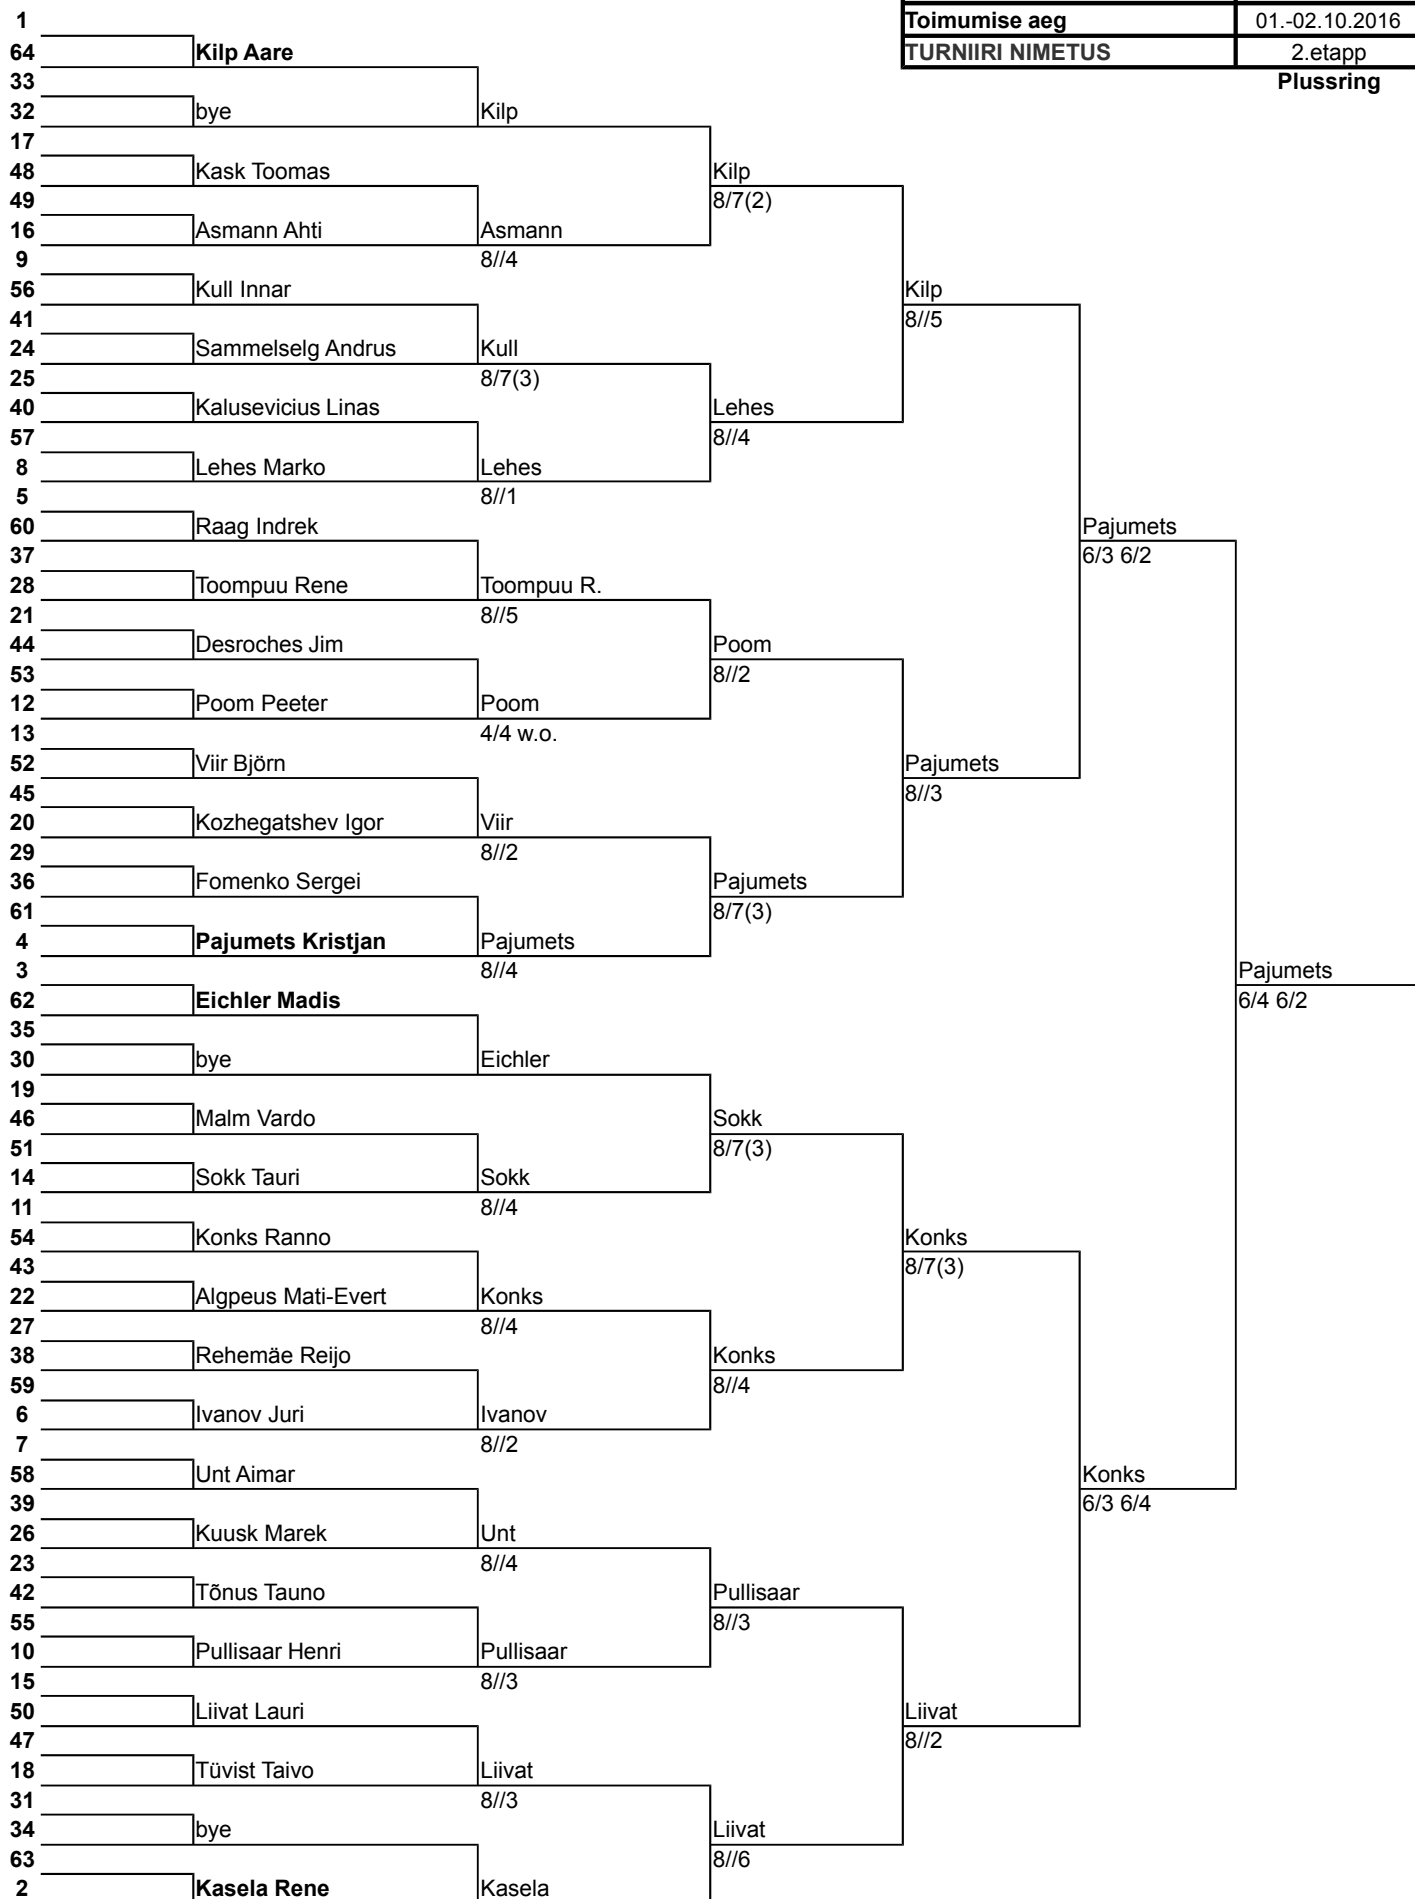 1 Toimumise aeg 01.-02.10.2016
64 Kilp Aare TURNIIRI NIMETUS 2.etapp
33 Plussring
32 bye Kilp
17
48 Kask Toomas Kilp
49 8/7(2)
16 Asmann Ahti Asmann
9 8//4
56 Kull Innar Kilp
41 8//5
24 Sammelselg Andrus Kull
25 8/7(3)
40 Kalusevicius Linas Lehes
57 8//4
8 Lehes Marko Lehes
5 8//1
60 Raag Indrek Pajumets
37 6/3 6/2
28 Toompuu Rene Toompuu R.
21 8//5
44 Desroches Jim Poom
53 8//2
12 Poom Peeter Poom
13 4/4 w.o.
52 Viir Björn Pajumets
45 8//3
20 Kozhegatshev Igor Viir
29 8//2
36 Fomenko Sergei Pajumets
61 8/7(3)
4 Pajumets Kristjan Pajumets
3 8//4 Pajumets
62 Eichler Madis 6/4 6/2
35
30 bye Eichler
19
46 Malm Vardo Sokk
51 8/7(3)
14 Sokk Tauri Sokk
11 8//4
54 Konks Ranno Konks
43 8/7(3)
22 Algpeus Mati-Evert Konks
27 8//4
38 Rehemäe Reijo Konks
59 8//4
6 Ivanov Juri Ivanov
7 8//2
58 Unt Aimar Konks
39 6/3 6/4
26 Kuusk Marek Unt
23 8//4
42 Tõnus Tauno Pullisaar
55 8//3
10 Pullisaar Henri Pullisaar
15 8//3
50 Liivat Lauri Liivat
47 8//2
18 Tüvist Taivo Liivat
31 8//3
34 bye Liivat
63 8//6
2 Kasela Rene Kasela